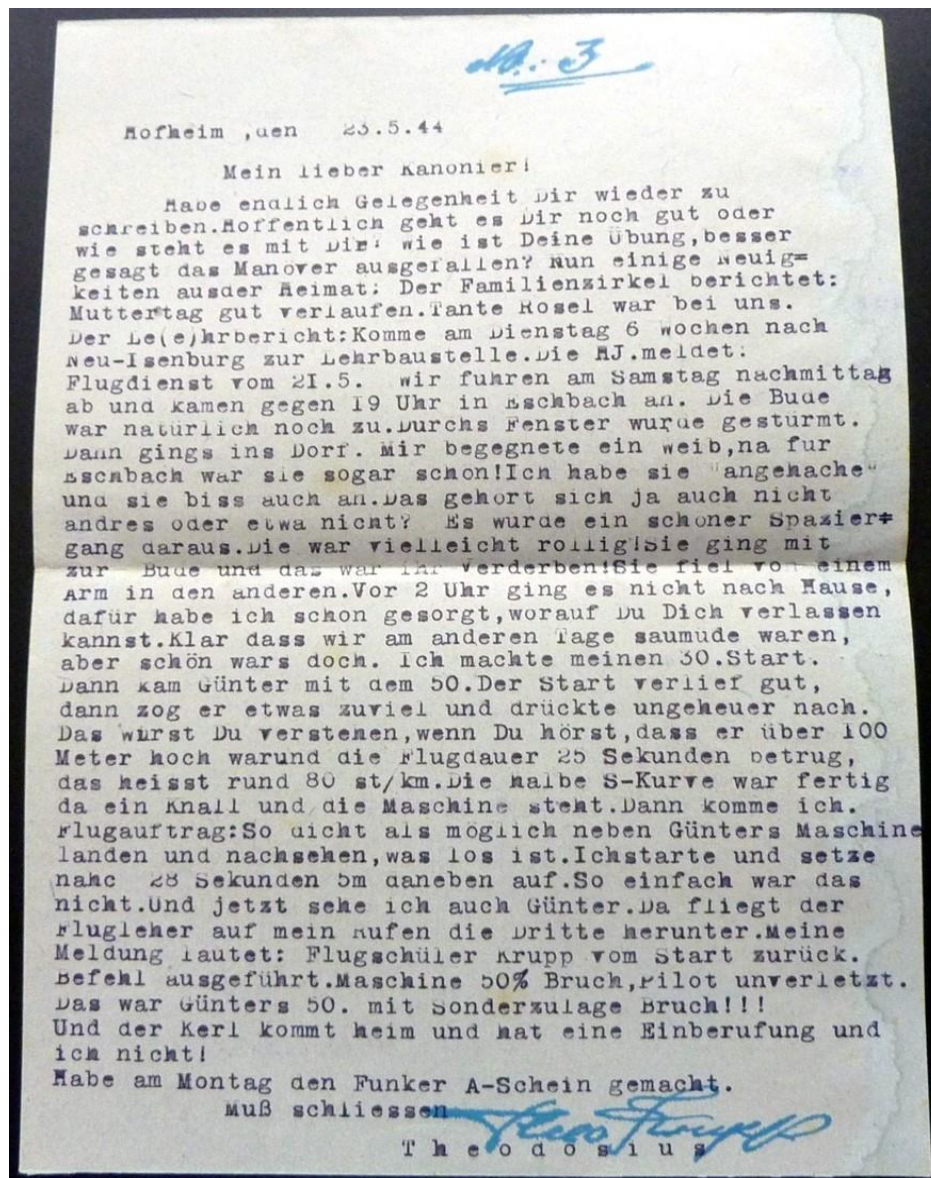 No.: 3
Hofheim ,den 23.5.44
Mein lieber Kanonier!
Habe endlich Gelegenheit Dir wieder zu
schreiben.Hoffentlich geht es Dir noch gut oder
wie steht es mit Dir? wie ist Deine Übung,besser
gesagt das Manöver ausgefallen? Nun einige Neuig=
keiten ausder Heimat: Der Familienzirkel berichtet:
Muttertag gut verlaufen.Tante Rosel war bei uns.
Der Le(e)hrbericht:Komme am Dienstag 6 Wochen nach
Neu-Isenburg zur Lehrbaustelle.Die HJ.meldet:
Flugdienst vom 2I.5. Wir fuhren am Samstag nachmittag
ab und kamen gegen I9 Uhr in Eschbach an. Die Bude
war natürlich noch zu.Durchs Fenster wurde gestürmt.
Dann gings ins Dorf. Mir begegnete ein Weib,na für
Eschbach war sie sogar schön!Ich habe sie "angehache"
und sie biss auch an.Das gehört sich ja auch nicht
andres oder etwa nicht? Es wurde ein schöner Spazier=
gang daraus.Die war vielleicht rollig!Sie ging mit
zur Bude und das war ihr Verderben!Sie fiel von einem
Arm in den anderen.Vor 2 Uhr ging es nicht nach Hause,
dafür habe ich schon gesorgt,worauf Du Dich verlassen
kannst.Klar dass wir am anderen Tage saumüde waren,
aber schön wars doch. Ich machte meinen 30.Start.
Dann kam Günter mit dem 50.Der Start verlief gut,
dann zog er etwas zuviel und drückte ungeheuer nach.
Das wirst Du verstehen,wenn Du hörst,dass er über I00
Meter hoch warund die Flugdauer 25 Sekunden betrug,
das heisst rund 80 st/km.Die halbe S-Kurve war fertig
da ein Knall und die Maschine steht.Dann komme ich.
Flugauftrag:So dicht als möglich neben Günters Maschine
landen und nachsehen,was los ist.Ichstarte und setze
nahc 28 Sekunden 5m daneben auf.So einfach war das
nicht.Und jetzt sehe ich auch Günter.Da fliegt der
Flugleher auf mein Rufen die Dritte herunter.Meine
Meldung lautet: Flugschüler Krupp vom Start zurück.
Befehl ausgeführt.Maschine 50% Bruch,Pilot unverletzt.
Das war Günters 50. mit Sonderzulage Bruch!!!
Und der Kerl kommt heim und hat eine Einberufung und
ich nicht!
Habe am Montag den Funker A-Schein gemacht.
Muß schliessen
Theo Krupp
Theodosius